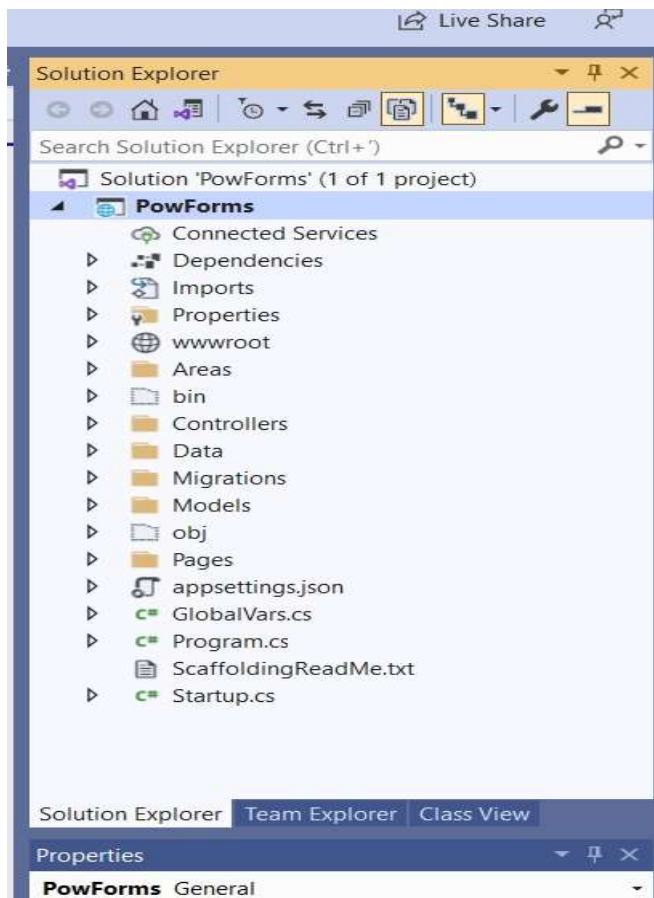 Live Share
Solution Explorer
Search Solution Explorer (Ctrl+')
Solution 'PowForms' (1 of 1 project)
PowForms
Connected Services
Dependencies
Imports
Properties
wwwroot
Areas
bin
Controllers
Data
Migrations
Models
obj
Pages
appsettings.json
C# GlobalVars.cs
C# Program.cs
ScaffoldingReadMe.txt
C# Startup.cs
Solution Explorer Team Explorer Class View
Properties
PowForms General